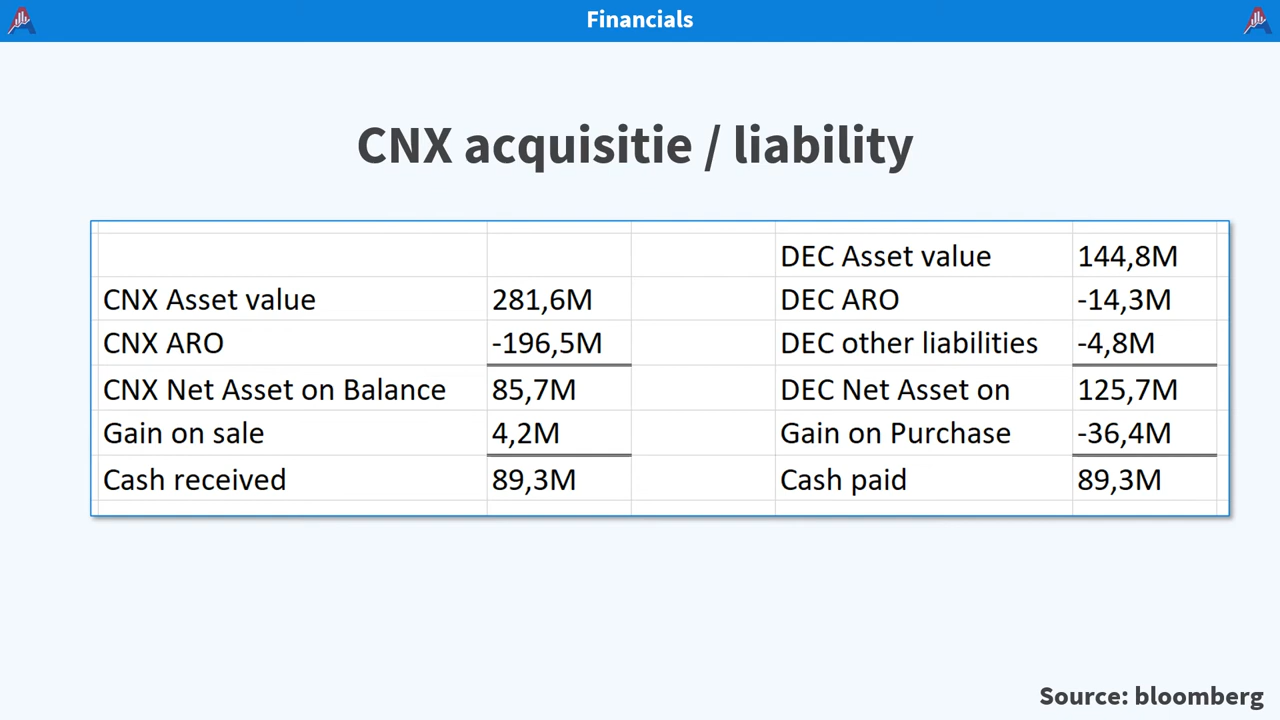 Financials
CNX acquisitie / liability
DEC Asset value 144,8M
CNX Asset value 281,6M DEC ARO -14,3M
CNX ARO -196,5M DEC other liabilities -4,8M
CNX Net Asset on Balance 85,7M DEC Net Asset on 125,7M
Gain on sale 4,2M Gain on Purchase -36,4M
Cash received 89,3M Cash paid 89,3M
Source: bloomberg